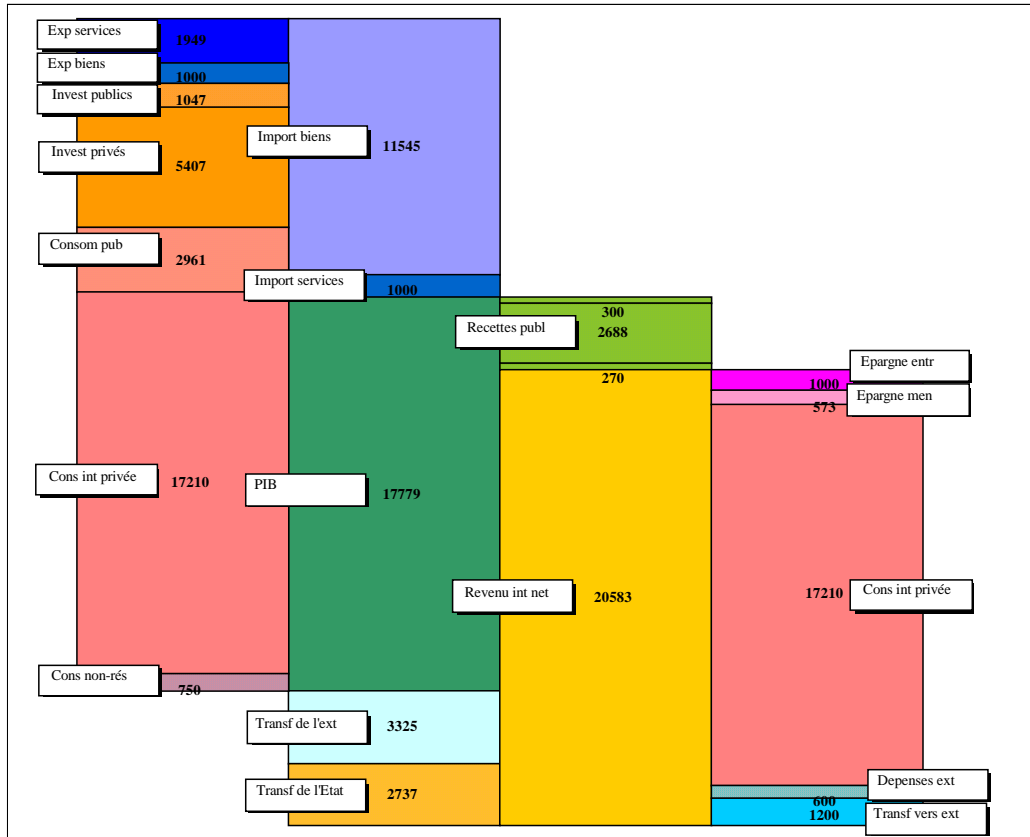 Exp services
1949
Exp biens
1000
Invest publics
1047
Invest privés
5407
Consom pub
2961
Cons int privée
17210
Cons non-rés
750
Import biens
11545
Import services
1000
PIB
17779
Transf de l'ext
3325
Transf de l'Etat
2737
300
Recettes publ
2688
270
Revenu int net
20583
Epargne entr
1000
Epargne men
573
17210
Cons int privée
Depenses ext
600
Transf vers ext
1200